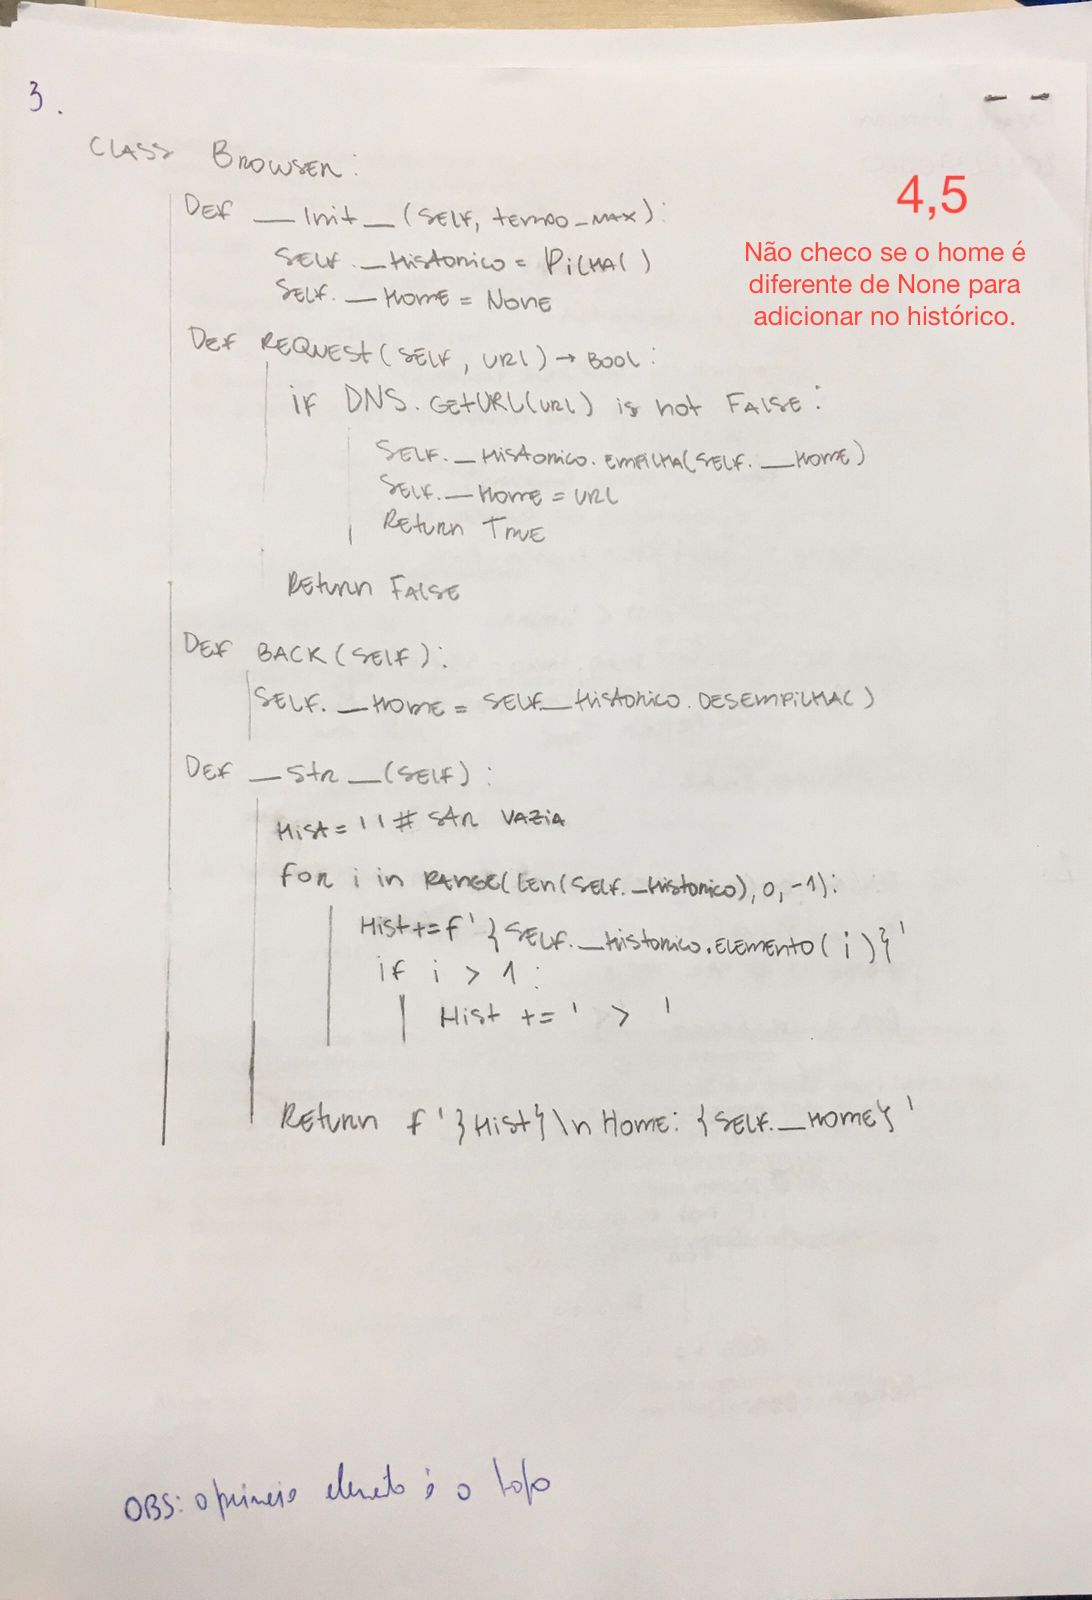 3.
CLASS BROWSER:
4,5
DEF __Init__(SELF, tempo_max):
Não checo se o home é
diferente de None para
adicionar no histórico.
SELF.__Historico = PILHA()
SELF.__Home = None
DEF REQUEST(SELF, URL) → BOOL:
if DNS.GetURL(URL) is not FALSE:
SELF.__Historico.EMPILHA(SELF.__HOME)
SELF.__Home = URL
Return True
Return FALSE
DEF BACK(SELF):
SELF.__Home = SELF__Historico.DESEMPILHA()
DEF __Str__(SELF):
Hist = '' # Str VAZIA
for i in RANGE(Len(SELF.__Historico), 0, -1):
Hist += f'{SELF.__Historico.ELEMENTO(i)}'
if i > 1:
Hist += ' > '
Return f'{Hist}\n Home: {SELF.__Home}'
OBS: o primeiro elemento é o topo